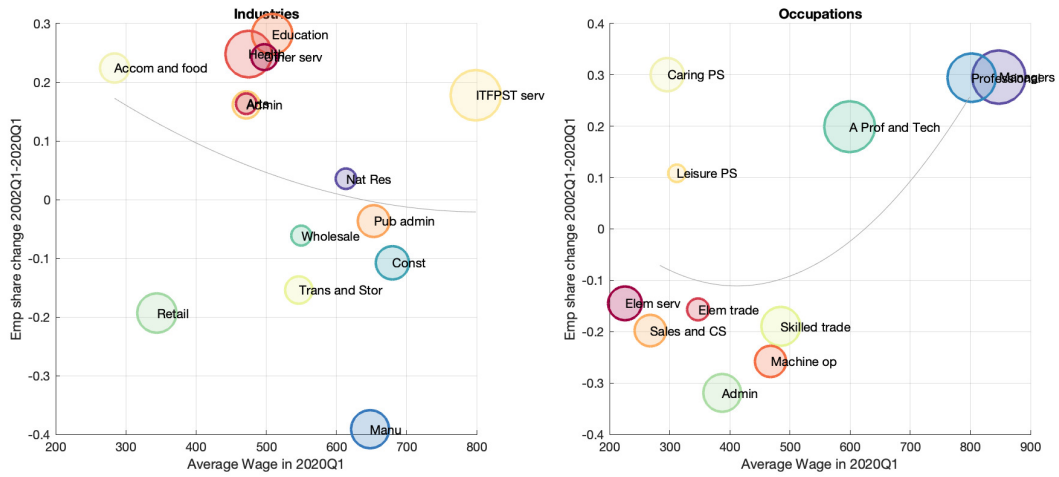 Industries
0.3
0.2
0.1
0
-0.1
-0.2
-0.3
-0.4
200
300
400
500
600
700
800
Emp share change 2002Q1-2020Q1
Average Wage in 2020Q1
Education
Health
Other serv
Accom and food
ITFPST serv
Arts
Admin
Nat Res
Pub admin
Wholesale
Const
Trans and Stor
Retail
Manu
Occupations
0.4
0.3
0.2
0.1
0
-0.1
-0.2
-0.3
-0.4
200
300
400
500
600
700
800
900
Emp share change 2002Q1-2020Q1
Average Wage in 2020Q1
Caring PS
Professional
Managers
A Prof and Tech
Leisure PS
Elem serv
Elem trade
Sales and CS
Skilled trade
Machine op
Admin